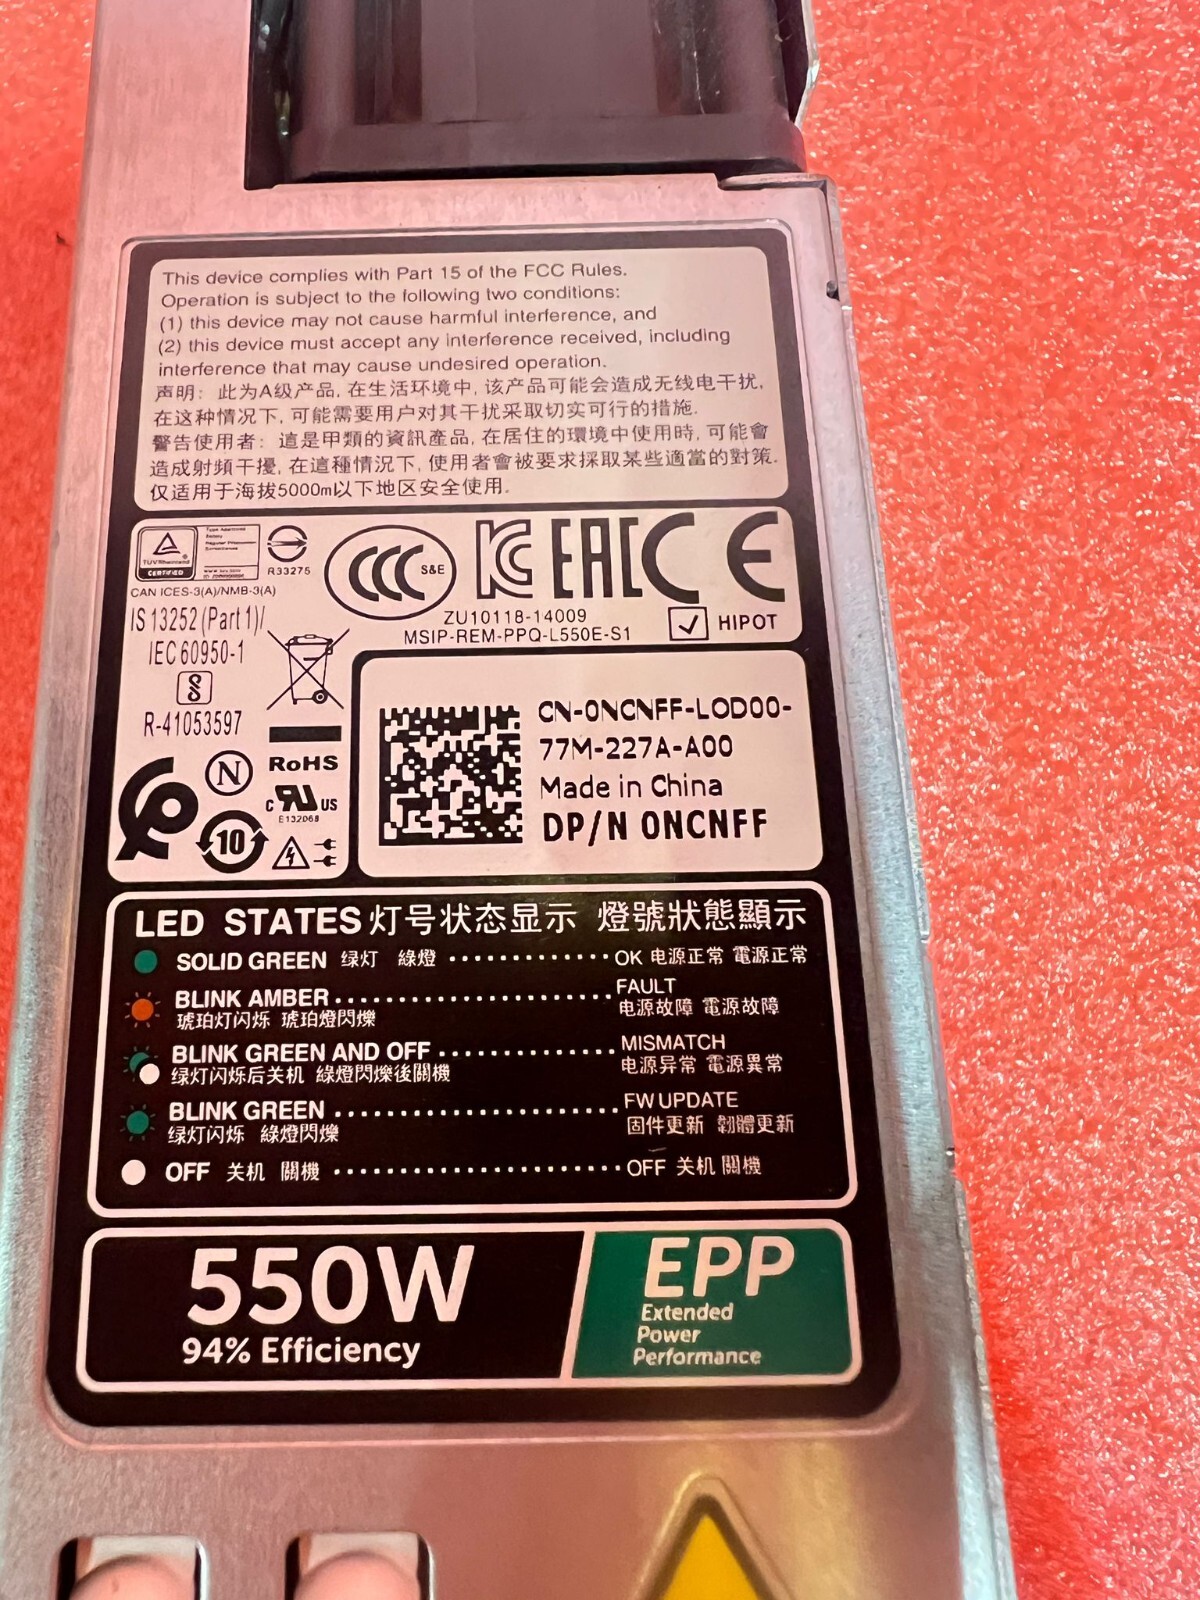 This device complies with Part 15 of the FCC Rules.
Operation is subject to the following two conditions:
(1) this device may not cause harmful interference, and
(2) this device must accept any interference received, including
interference that may cause undesired operation.
声明: 此为A级产品, 在生活环境中, 该产品可能会造成无线电干扰,
在这种情况下, 可能需要用户对其干扰采取切实可行的措施.
警告使用者: 這是甲類的資訊產品, 在居住的環境中使用時, 可能會
造成射頻干擾, 在這種情況下, 使用者會被要求採取某些適當的對策.
仅适用于海拔5000m以下地区安全使用.
TÜVRheinland
CERTIFIED
R33275
CCC S&E
KC EAC CE
CAN ICES-3(A)/NMB-3(A)
IS 13252 (Part 1)/
IEC 60950-1
R-41053597
ZU10118-14009
MSIP-REM-PPQ-L550E-S1
HIPOT
N
RoHS
c RU US
E132068
10
CN-0NCNFF-LOD00-
77M-227A-A00
Made in China
DP/N 0NCNFF
LED STATES 灯号状态显示 燈號狀態顯示
SOLID GREEN 绿灯 綠燈 ················ OK 电源正常 電源正常
BLINK AMBER ···························· FAULT
琥珀灯闪烁 琥珀燈閃爍 电源故障 電源故障
BLINK GREEN AND OFF ················ MISMATCH
绿灯闪烁后关机 綠燈閃爍後關機 电源异常 電源異常
BLINK GREEN ···························· FW UPDATE
绿灯闪烁 綠燈閃爍 固件更新 韌體更新
OFF 关机 關機 ···························· OFF 关机 關機
550W
94% Efficiency
EPP
Extended
Power
Performance